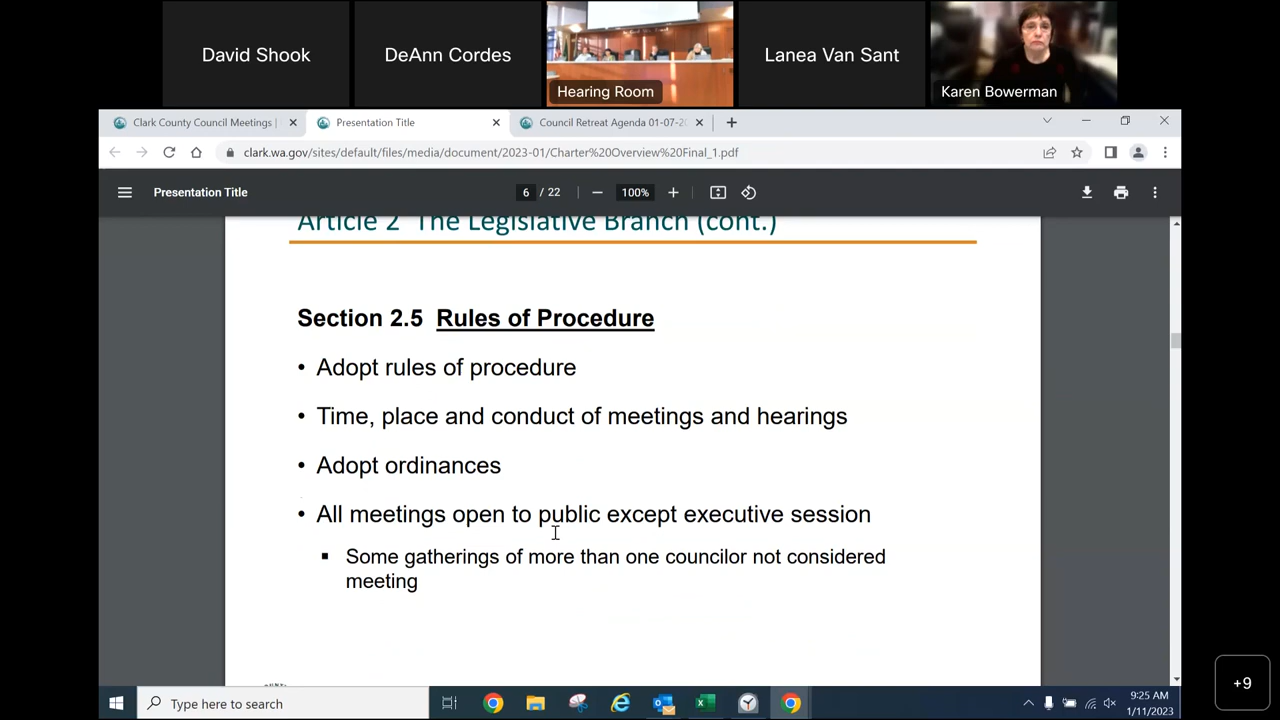 David Shook
DeAnn Cordes
Hearing Room
Lanea Van Sant
Karen Bowerman
Clark County Council Meetings |
Presentation Title
Council Retreat Agenda 01-07-20
clark.wa.gov/sites/default/files/media/document/2023-01/Charter%20Overview%20Final_1.pdf
Presentation Title
6 / 22
100%
Article 2 The Legislative Branch (cont.)
Section 2.5 Rules of Procedure
• Adopt rules of procedure
• Time, place and conduct of meetings and hearings
• Adopt ordinances
• All meetings open to public except executive session
▪ Some gatherings of more than one councilor not considered
meeting
Type here to search
9:25 AM
1/11/2023
+9